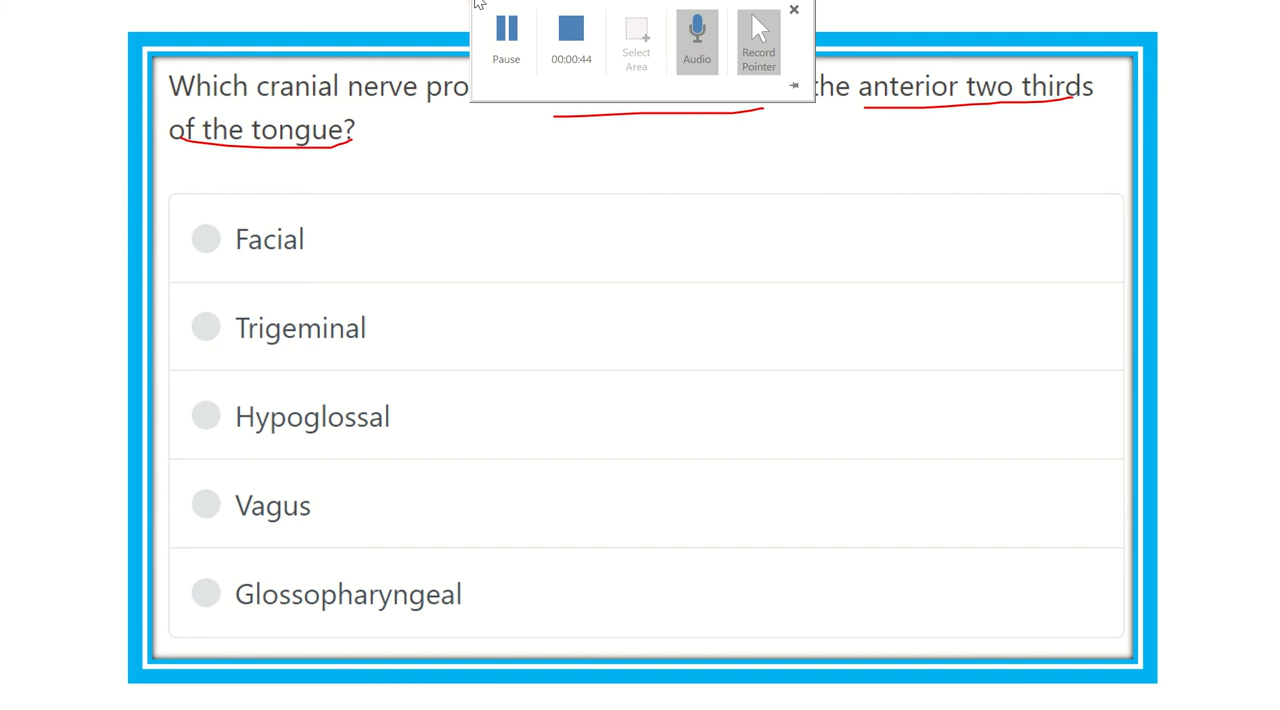 Pause
00:00:44
Select
Area
Audio
Record
Pointer
Which cranial nerve pro the anterior two thirds
of the tongue?
Facial
Trigeminal
Hypoglossal
Vagus
Glossopharyngeal